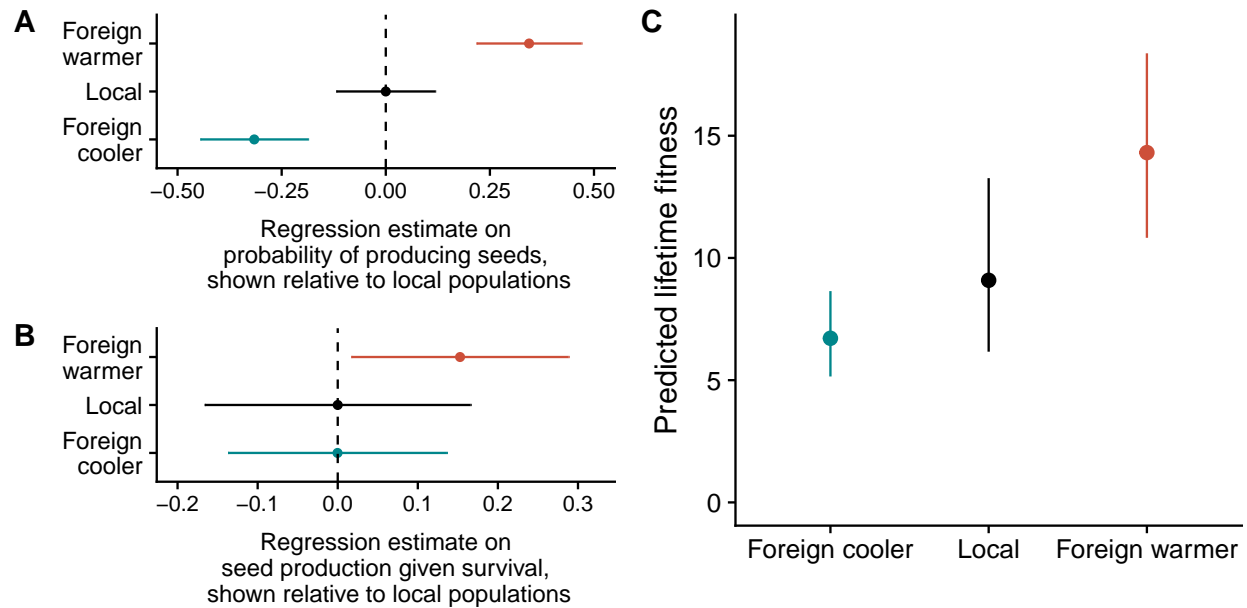 A
Foreign
warmer
Local
Foreign
cooler
−0.50
−0.25
0.00
0.25
0.50
Regression estimate on
probability of producing seeds,
shown relative to local populations
B
Foreign
warmer
Local
Foreign
cooler
−0.2
−0.1
0.0
0.1
0.2
0.3
Regression estimate on
seed production given survival,
shown relative to local populations
C
Predicted lifetime fitness
15
10
5
0
Foreign cooler
Local
Foreign warmer